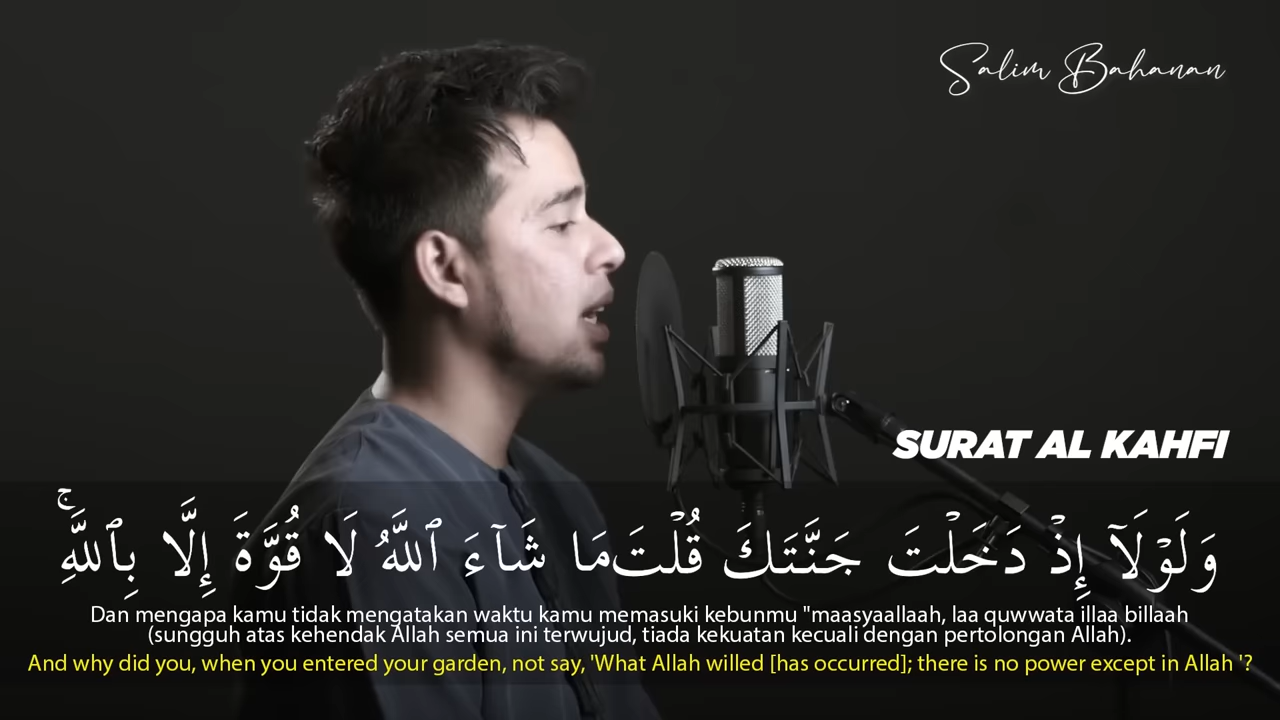 Salim Bahanan
SURAT AL KAHFI
وَلَوْلَآ إِذْ دَخَلْتَ جَنَّتَكَ قُلْتَ مَا شَآءَ ٱللَّهُ لَا قُوَّةَ إِلَّا بِٱللَّهِۚ
Dan mengapa kamu tidak mengatakan waktu kamu memasuki kebunmu "maasyaallaah, laa quwwata illaa billaah
(sungguh atas kehendak Allah semua ini terwujud, tiada kekuatan kecuali dengan pertolongan Allah).
And why did you, when you entered your garden, not say, 'What Allah willed [has occurred]; there is no power except in Allah '?